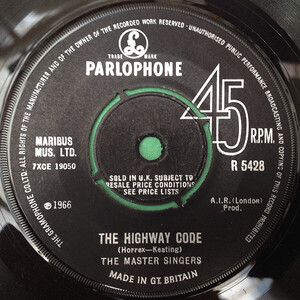 THE GRAMOPHONE CO. LTD. ALL RIGHTS OF THE MANUFACTURER AND OF THE OWNER OF THE RECORDED WORK RESERVED UNAUTHORISED PUBLIC PERFORMANCE BROADCASTING AND COPYING OF THIS RECORD PROHIBITED
TRADE MARK
PARLOPHONE
45 R.P.M.
MARIBUS
MUS. LTD.
7XCE 19050
R 5428
SOLD IN U.K. SUBJECT TO
RESALE PRICE CONDITIONS
SEE PRICE LISTS
℗1966
A.I.R.(London)
Prod.
THE HIGHWAY CODE
(Horrex-Keating)
THE MASTER SINGERS
MADE IN GT. BRITAIN